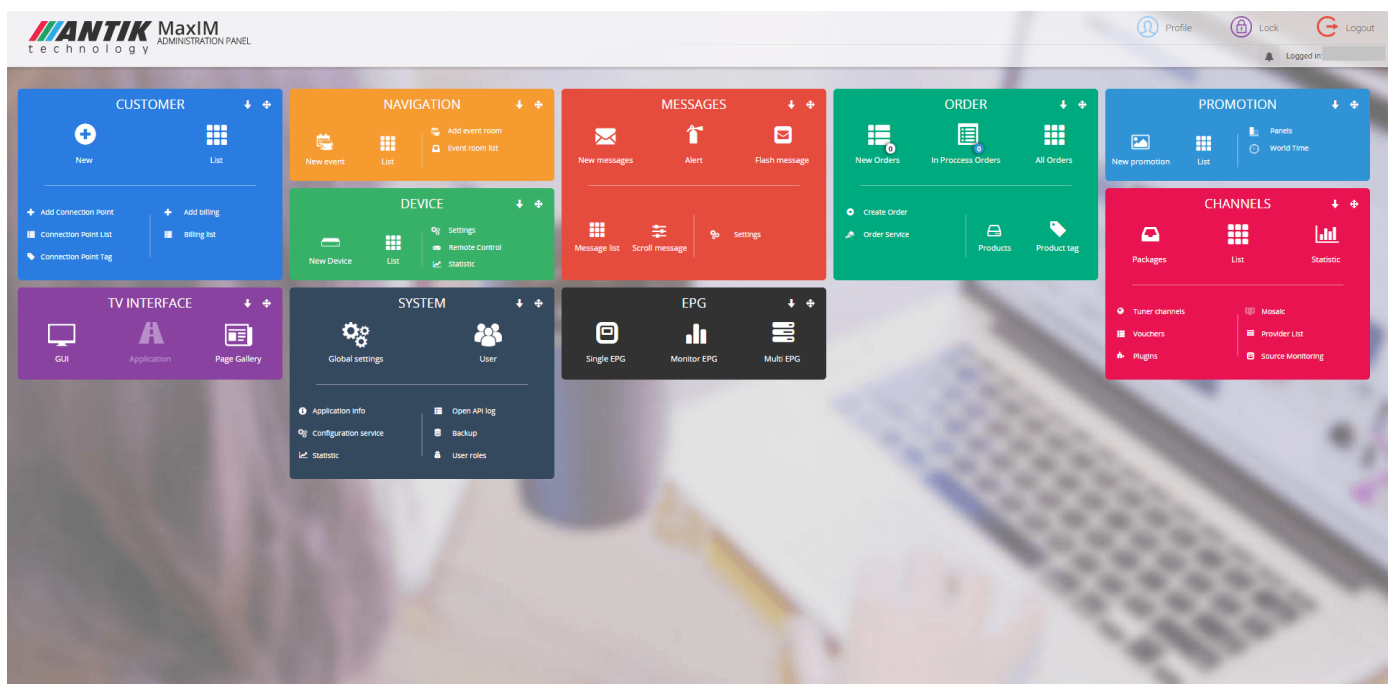 ANTIK MaxIM
technology ADMINISTRATION PANEL
Profile Lock Logout
Logged in:
CUSTOMER
New List
Add Connection Point Add billing
Connection Point List Billing list
Connection Point Tag
NAVIGATION
New event List
Add event room
Event room list
DEVICE
New Device List
Settings
Remote Control
Statistic
MESSAGES
New messages Alert Flash message
Message list Scroll message Settings
ORDER
0 0
New Orders In Proccess Orders All Orders
Create Order
Order Service
Products Product tag
PROMOTION
New promotion List
Panels
World Time
CHANNELS
Packages List Statistic
Tuner channels Mosaic
Vouchers Provider List
Plugins Source Monitoring
TV INTERFACE
GUI Application Page Gallery
SYSTEM
Global settings User
Application info Open API log
Configuration service Backup
Statistic User roles
EPG
Single EPG Monitor EPG Multi EPG